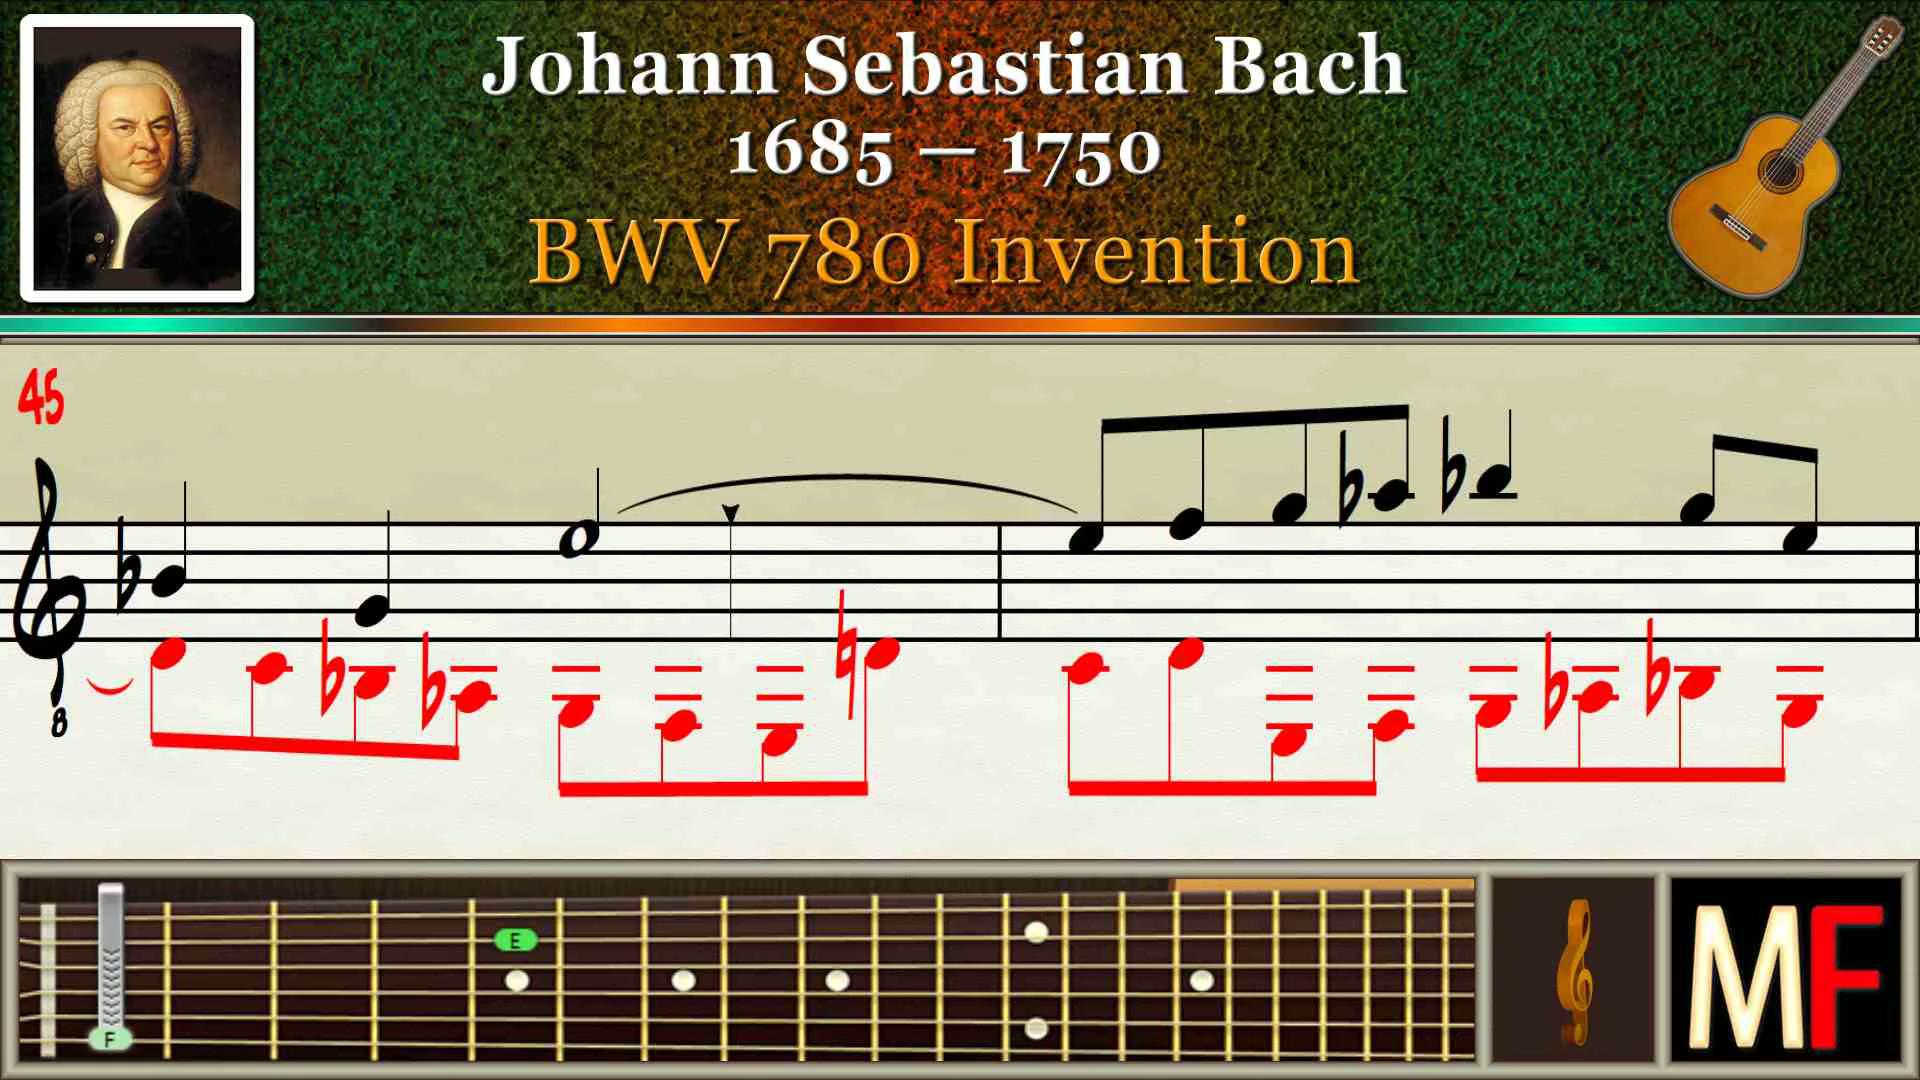 Johann Sebastian Bach
1685 — 1750
BWV 780 Invention
45
8
E
F
MF